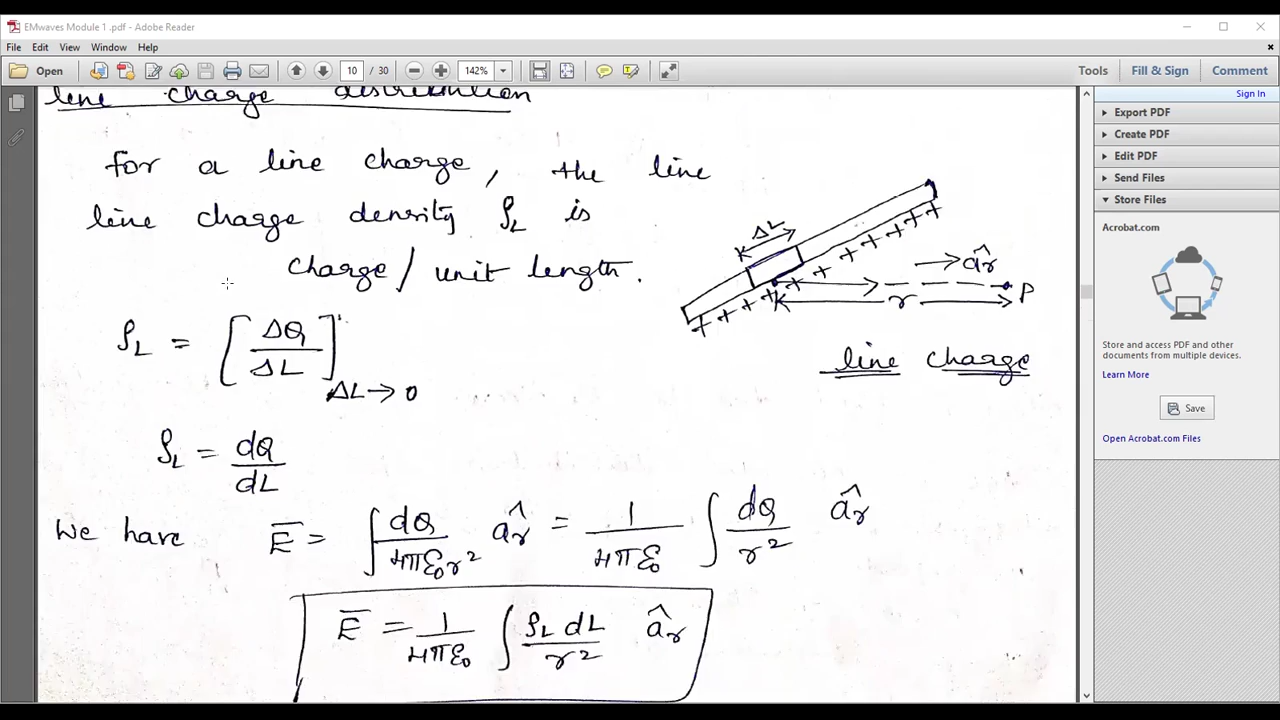 EMwaves Module 1 .pdf - Adobe Reader
File Edit View Window Help
Open 10 / 30 142% Tools Fill & Sign Comment
Sign In
line charge distribution
for a line charge, the line
line charge density ρL is
charge / unit length.
ρL = [ΔQ/ΔL] ΔL→0
ρL = dQ/dL
We have E̅ = ∫ dQ/4πε₀r² âr = 1/4πε₀ ∫ dQ/r² âr
E̅ = 1/4πε₀ ∫ ρL dL/r² âr
ΔL
+ + + + + + + + + + +
âr
r
P
line charge
Export PDF
Create PDF
Edit PDF
Send Files
Store Files
Acrobat.com
Store and access PDF and other
documents from multiple devices.
Learn More
Save
Open Acrobat.com Files